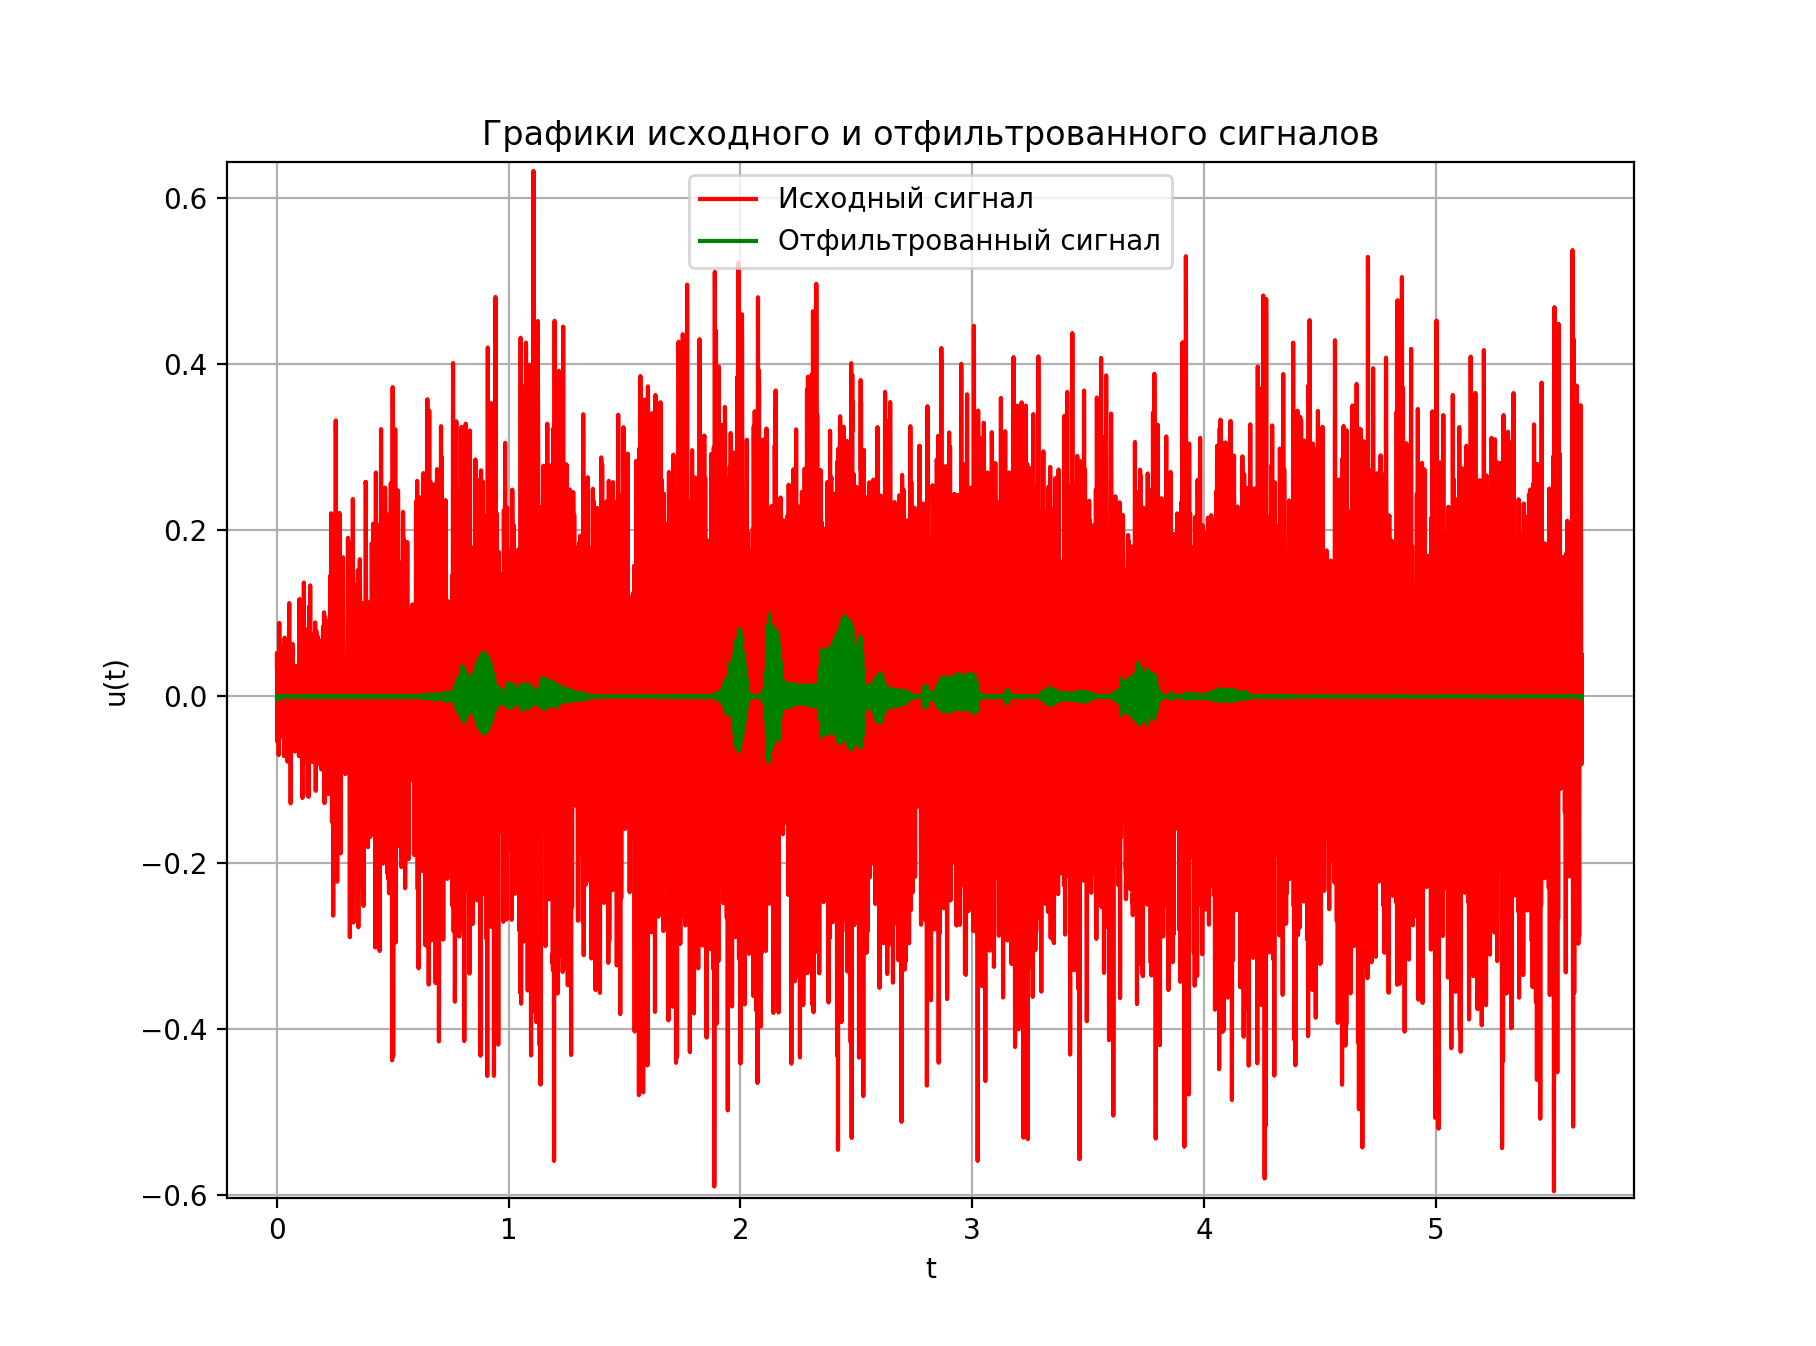 Графики исходного и отфильтрованного сигналов
Исходный сигнал
Отфильтрованный сигнал
0.6
0.4
0.2
0.0
−0.2
−0.4
−0.6
u(t)
0 1 2 3 4 5
t